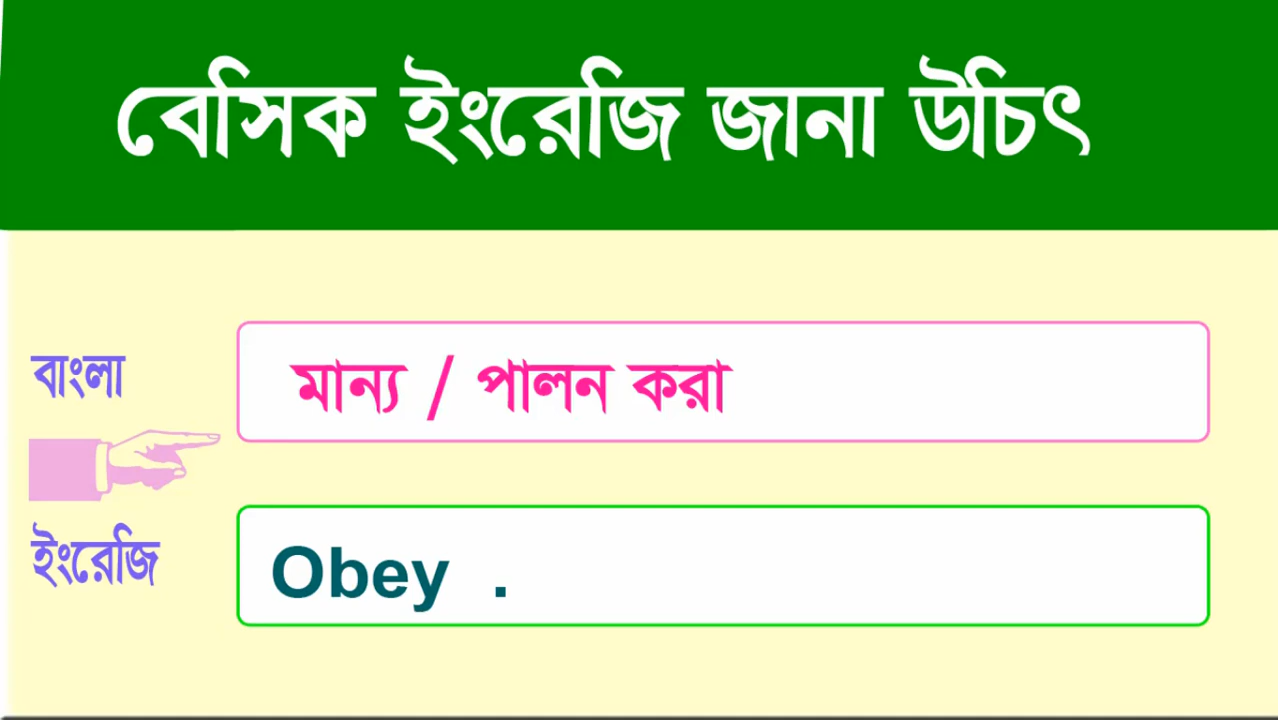 বেসিক ইংরেজি জানা উচিৎ
বাংলা
মান্য / পালন করা
ইংরেজি
Obey .